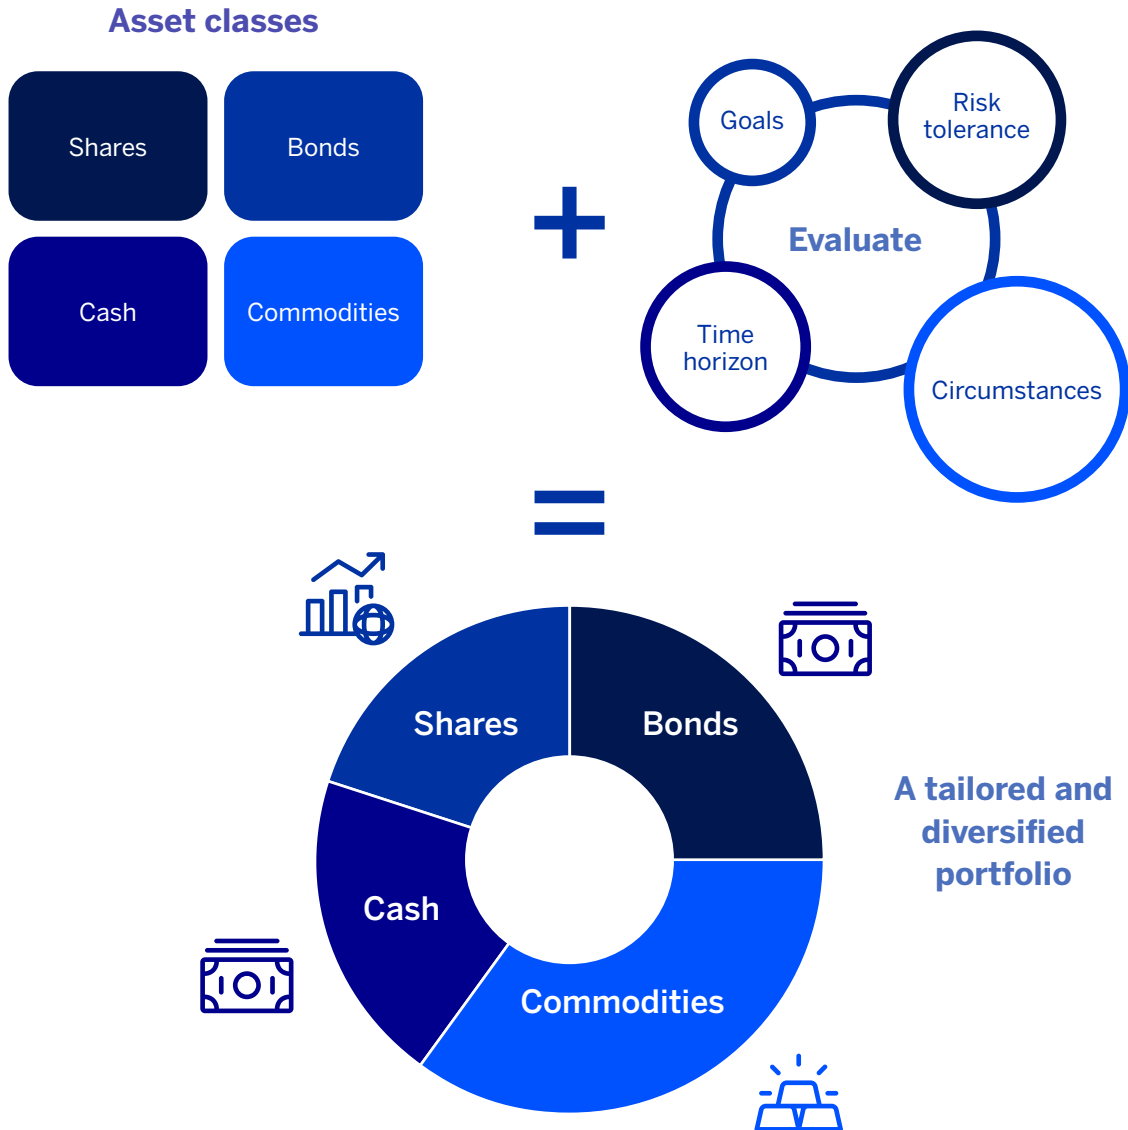 Asset classes
Shares
Bonds
Cash
Commodities
+
Goals
Risk
tolerance
Evaluate
Time
horizon
Circumstances
=
Shares
Bonds
Cash
Commodities
A tailored and
diversified
portfolio